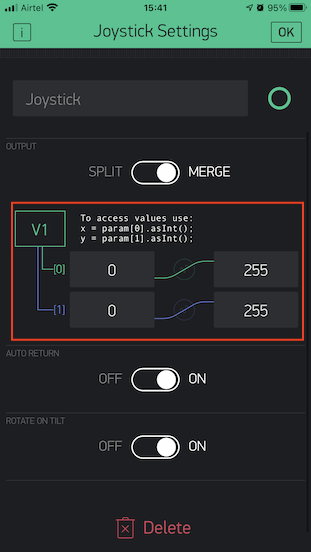 Airtel 15:41 95%
i Joystick Settings OK
Joystick
OUTPUT
SPLIT MERGE
V1
To access values use:
x = param[0].asInt();
y = param[1].asInt();
[0] 0 255
[1] 0 255
AUTO RETURN
OFF ON
ROTATE ON TILT
OFF ON
Delete